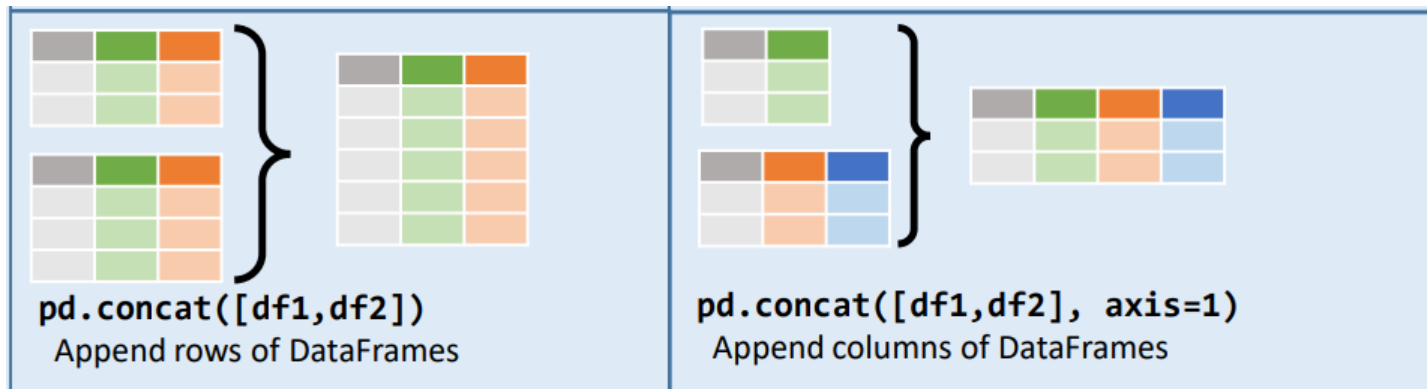 pd.concat([df1,df2])
Append rows of DataFrames
pd.concat([df1,df2], axis=1)
Append columns of DataFrames